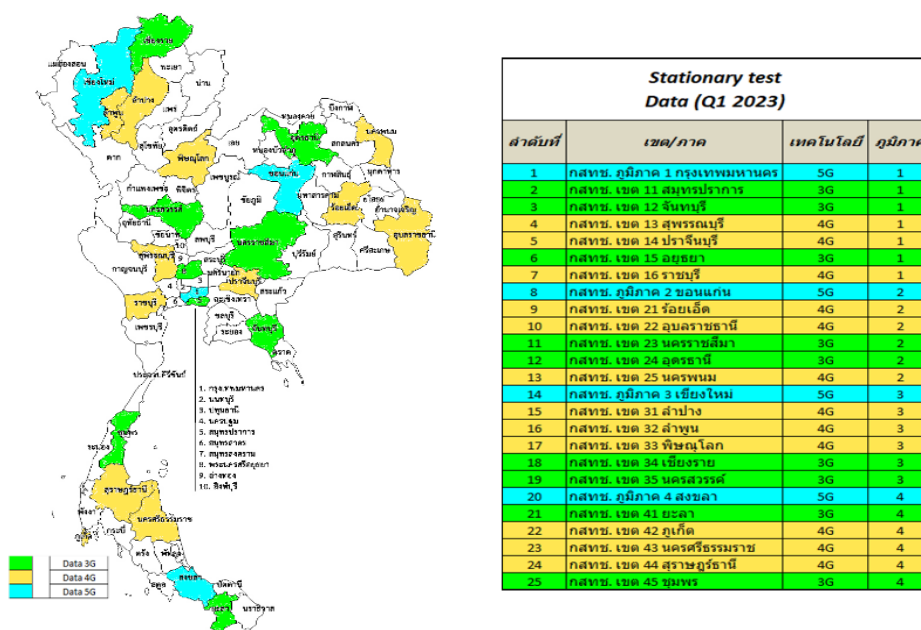 เชียงราย
แม่ฮ่องสอน
เชียงใหม่
พะเยา
น่าน
ลำปาง
ลำพูน
แพร่
อุตรดิตถ์
สุโขทัย
ตาก
พิษณุโลก
เลย
หนองคาย
บึงกาฬ
อุดรธานี
หนองบัวลำภู
สกลนคร
นครพนม
มุกดาหาร
กาฬสินธุ์
ขอนแก่น
มหาสารคาม
ร้อยเอ็ด
ยโสธร
อำนาจเจริญ
อุบลราชธานี
กำแพงเพชร
พิจิตร
เพชรบูรณ์
ชัยภูมิ
นครสวรรค์
อุทัยธานี
ชัยนาท
ลพบุรี
นครราชสีมา
บุรีรัมย์
สุรินทร์
ศรีสะเกษ
สุพรรณบุรี
สระบุรี
นครนายก
กาญจนบุรี
ปราจีนบุรี
สระแก้ว
ฉะเชิงเทรา
ราชบุรี
ชลบุรี
เพชรบุรี
ระยอง
จันทบุรี
ตราด
ประจวบคีรีขันธ์
1. กรุงเทพมหานคร
2. นนทบุรี
3. ปทุมธานี
4. นครปฐม
5. สมุทรปราการ
6. สมุทรสาคร
7. สมุทรสงคราม
8. พระนครศรีอยุธยา
9. อ่างทอง
10. สิงห์บุรี
ชุมพร
ระนอง
สุราษฎร์ธานี
พังงา
นครศรีธรรมราช
กระบี่
ภูเก็ต
ตรัง
พัทลุง
สตูล
สงขลา
ปัตตานี
ยะลา
นราธิวาส
Data 3G
Data 4G
Data 5G
Stationary test
Data (Q1 2023)
ลำดับที่ เขต/ภาค เทคโนโลยี ภูมิภาค
1 กสทช. ภูมิภาค 1 กรุงเทพมหานคร 5G 1
2 กสทช. เขต 11 สมุทรปราการ 3G 1
3 กสทช. เขต 12 จันทบุรี 3G 1
4 กสทช. เขต 13 สุพรรณบุรี 4G 1
5 กสทช. เขต 14 ปราจีนบุรี 4G 1
6 กสทช. เขต 15 อยุธยา 3G 1
7 กสทช. เขต 16 ราชบุรี 4G 1
8 กสทช. ภูมิภาค 2 ขอนแก่น 5G 2
9 กสทช. เขต 21 ร้อยเอ็ด 4G 2
10 กสทช. เขต 22 อุบลราชธานี 4G 2
11 กสทช. เขต 23 นครราชสีมา 3G 2
12 กสทช. เขต 24 อุดรธานี 3G 2
13 กสทช. เขต 25 นครพนม 4G 2
14 กสทช. ภูมิภาค 3 เชียงใหม่ 5G 3
15 กสทช. เขต 31 ลำปาง 4G 3
16 กสทช. เขต 32 ลำพูน 4G 3
17 กสทช. เขต 33 พิษณุโลก 4G 3
18 กสทช. เขต 34 เชียงราย 3G 3
19 กสทช. เขต 35 นครสวรรค์ 3G 3
20 กสทช. ภูมิภาค 4 สงขลา 5G 4
21 กสทช. เขต 41 ยะลา 3G 4
22 กสทช. เขต 42 ภูเก็ต 4G 4
23 กสทช. เขต 43 นครศรีธรรมราช 4G 4
24 กสทช. เขต 44 สุราษฎร์ธานี 4G 4
25 กสทช. เขต 45 ชุมพร 3G 4